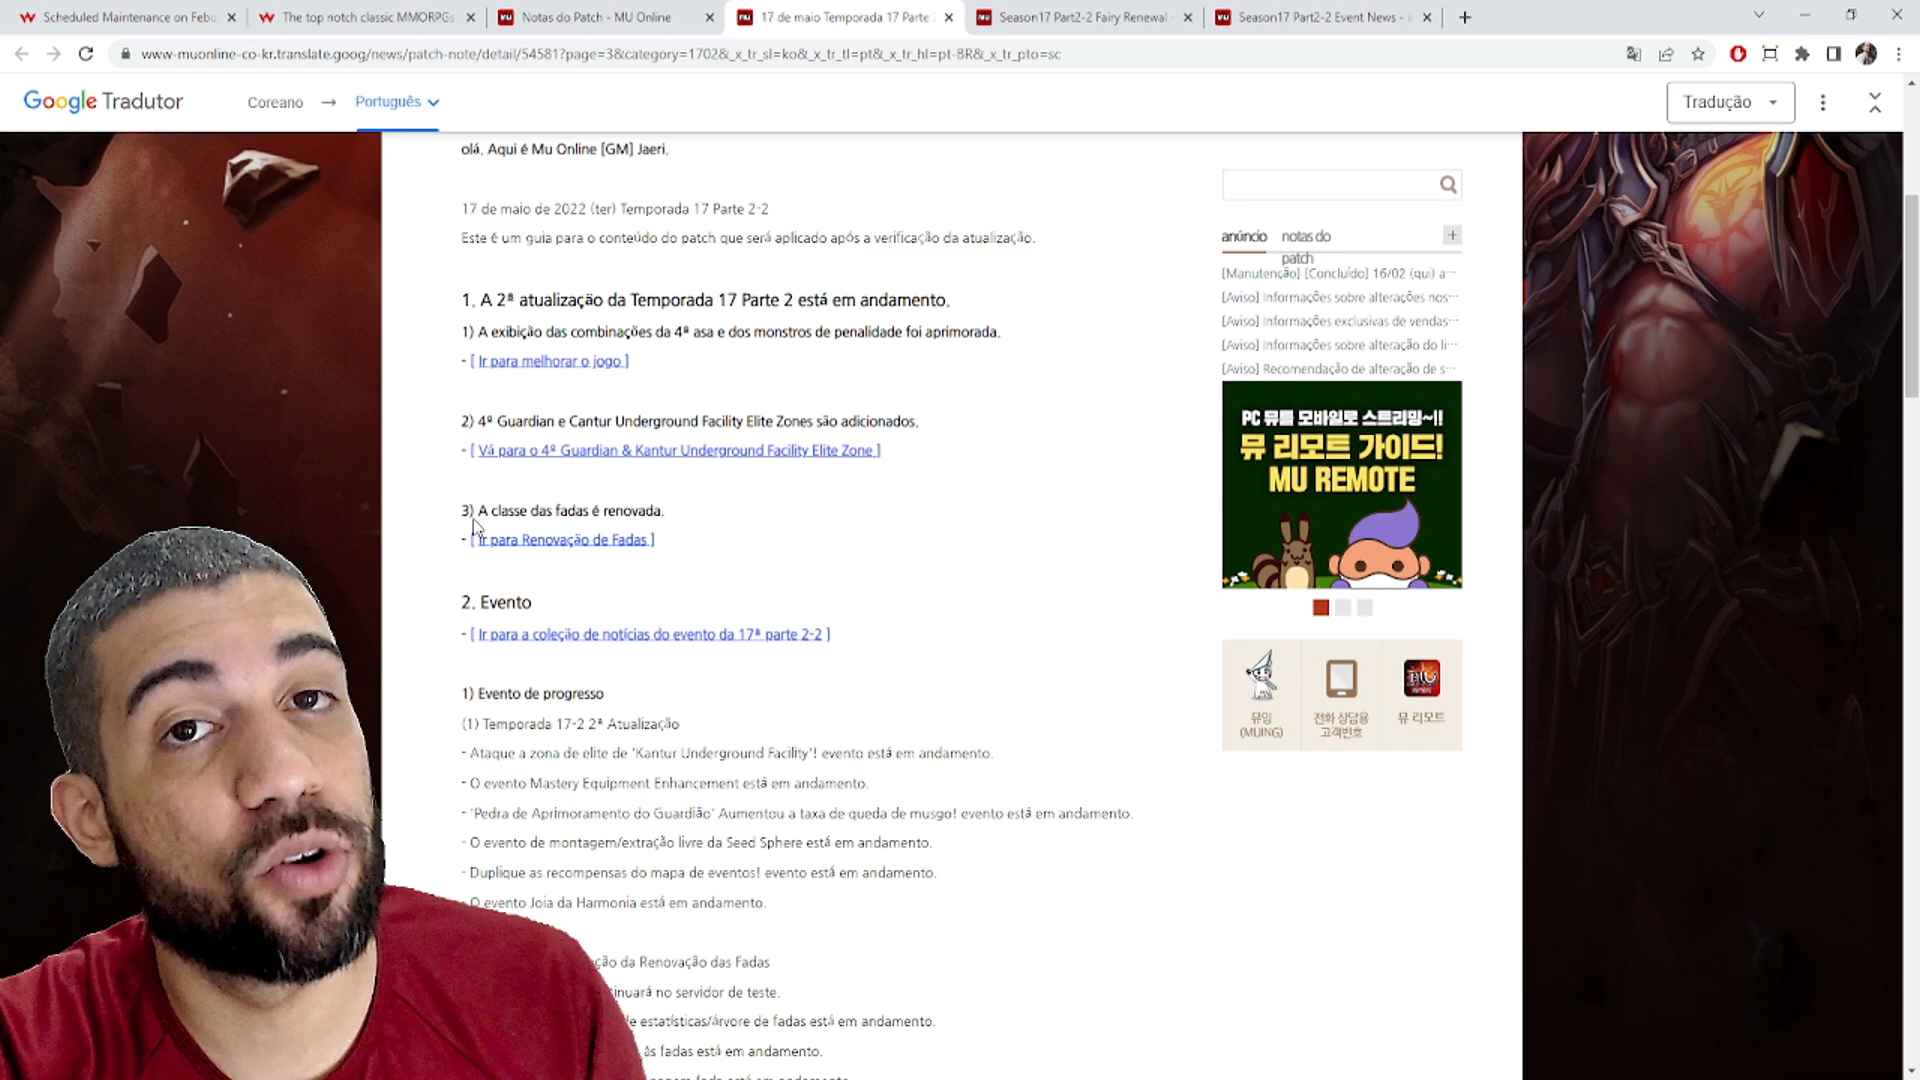 Scheduled Maintenance on Febu
The top notch classic MMORPGs
Notas do Patch - MU Online
17 de maio Temporada 17 Parte
Season17 Part2-2 Fairy Renewal
Season17 Part2-2 Event News -
www-muonline-co-kr.translate.goog/news/patch-note/detail/54581?page=3&category=1702&_x_tr_sl=ko&_x_tr_tl=pt&_x_tr_hl=pt-BR&_x_tr_pto=sc
Google Tradutor
Coreano → Português
Tradução
olá, Aqui é Mu Online [GM] Jaeri,
17 de maio de 2022 (ter) Temporada 17 Parte 2-2
Este é um guia para o conteúdo do patch que será aplicado após a verificação da atualização.
1. A 2ª atualização da Temporada 17 Parte 2 está em andamento,
1) A exibição das combinações da 4ª asa e dos monstros de penalidade foi aprimorada,
- [ Ir para melhorar o jogo ]
2) 4º Guardian e Cantur Underground Facility Elite Zones são adicionados,
- [ Vá para o 4º Guardian & Kantur Underground Facility Elite Zone ]
3) A classe das fadas é renovada.
- [ Ir para Renovação de Fadas ]
2. Evento
- [ Ir para a coleção de notícias do evento da 17ª parte 2-2 ]
1) Evento de progresso
(1) Temporada 17-2 2ª Atualização
- Ataque a zona de elite de 'Kantur Underground Facility'! evento está em andamento.
- O evento Mastery Equipment Enhancement está em andamento.
- 'Pedra de Aprimoramento do Guardião' Aumentou a taxa de queda de musgo! evento está em andamento.
- O evento de montagem/extração livre da Seed Sphere está em andamento.
- Duplique as recompensas do mapa de eventos! evento está em andamento.
- O evento Joia da Harmonia está em andamento.
ção da Renovação das Fadas
inuará no servidor de teste.
de estatísticas/árvore de fadas está em andamento.
às fadas está em andamento.
anúncio
notas do patch
+
[Manutenção] [Concluído] 16/02 (qui) a…
[Aviso] Informações sobre alterações nos…
[Aviso] Informações exclusivas de vendas…
[Aviso] Informações sobre alteração do li…
[Aviso] Recomendação de alteração de s…
PC 뮤를 모바일로 스트리밍~!!
뮤 리모트 가이드!
MU REMOTE
뮤잉
(MUING)
전화 상담용
고객번호
뮤 리모트